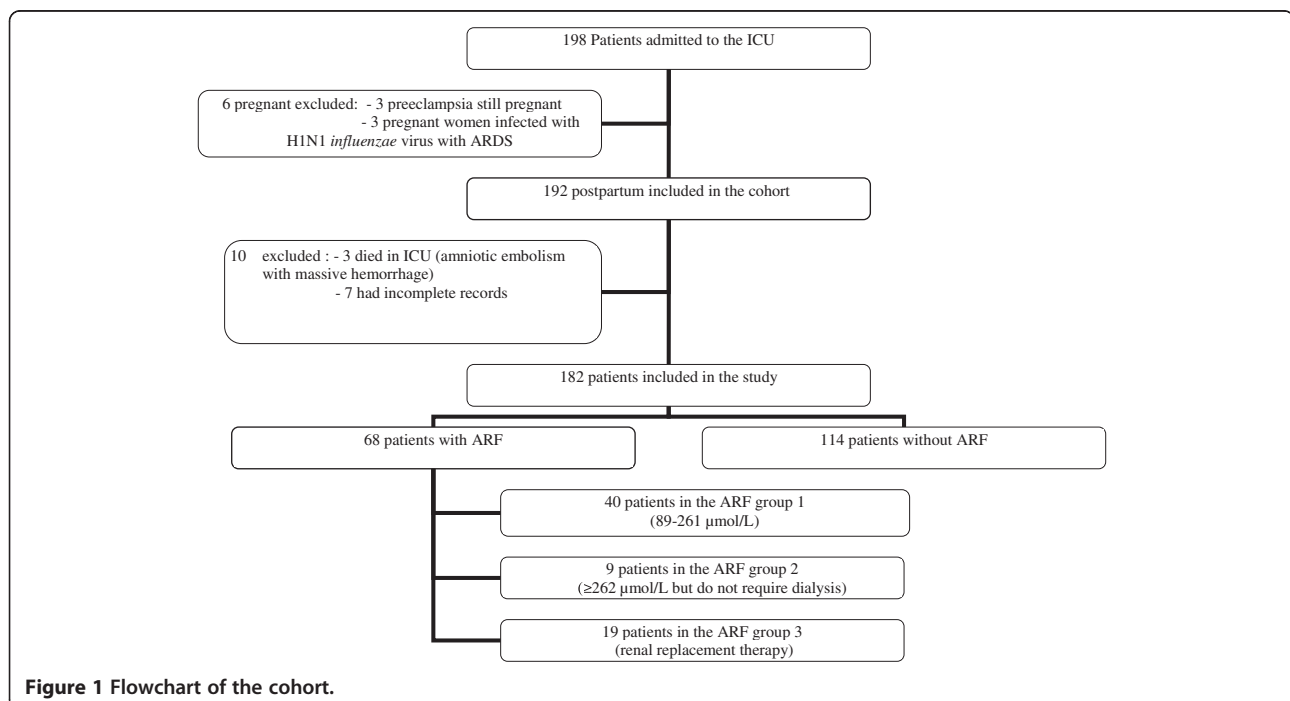 198 Patients admitted to the ICU
6 pregnant excluded: - 3 preeclampsia still pregnant
- 3 pregnant women infected with
H1N1 influenzae virus with ARDS
192 postpartum included in the cohort
10 excluded : - 3 died in ICU (amniotic embolism
with massive hemorrhage)
- 7 had incomplete records
182 patients included in the study
68 patients with ARF
114 patients without ARF
40 patients in the ARF group 1
(89-261 µmol/L)
9 patients in the ARF group 2
(≥262 µmol/L but do not require dialysis)
19 patients in the ARF group 3
(renal replacement therapy)
Figure 1 Flowchart of the cohort.